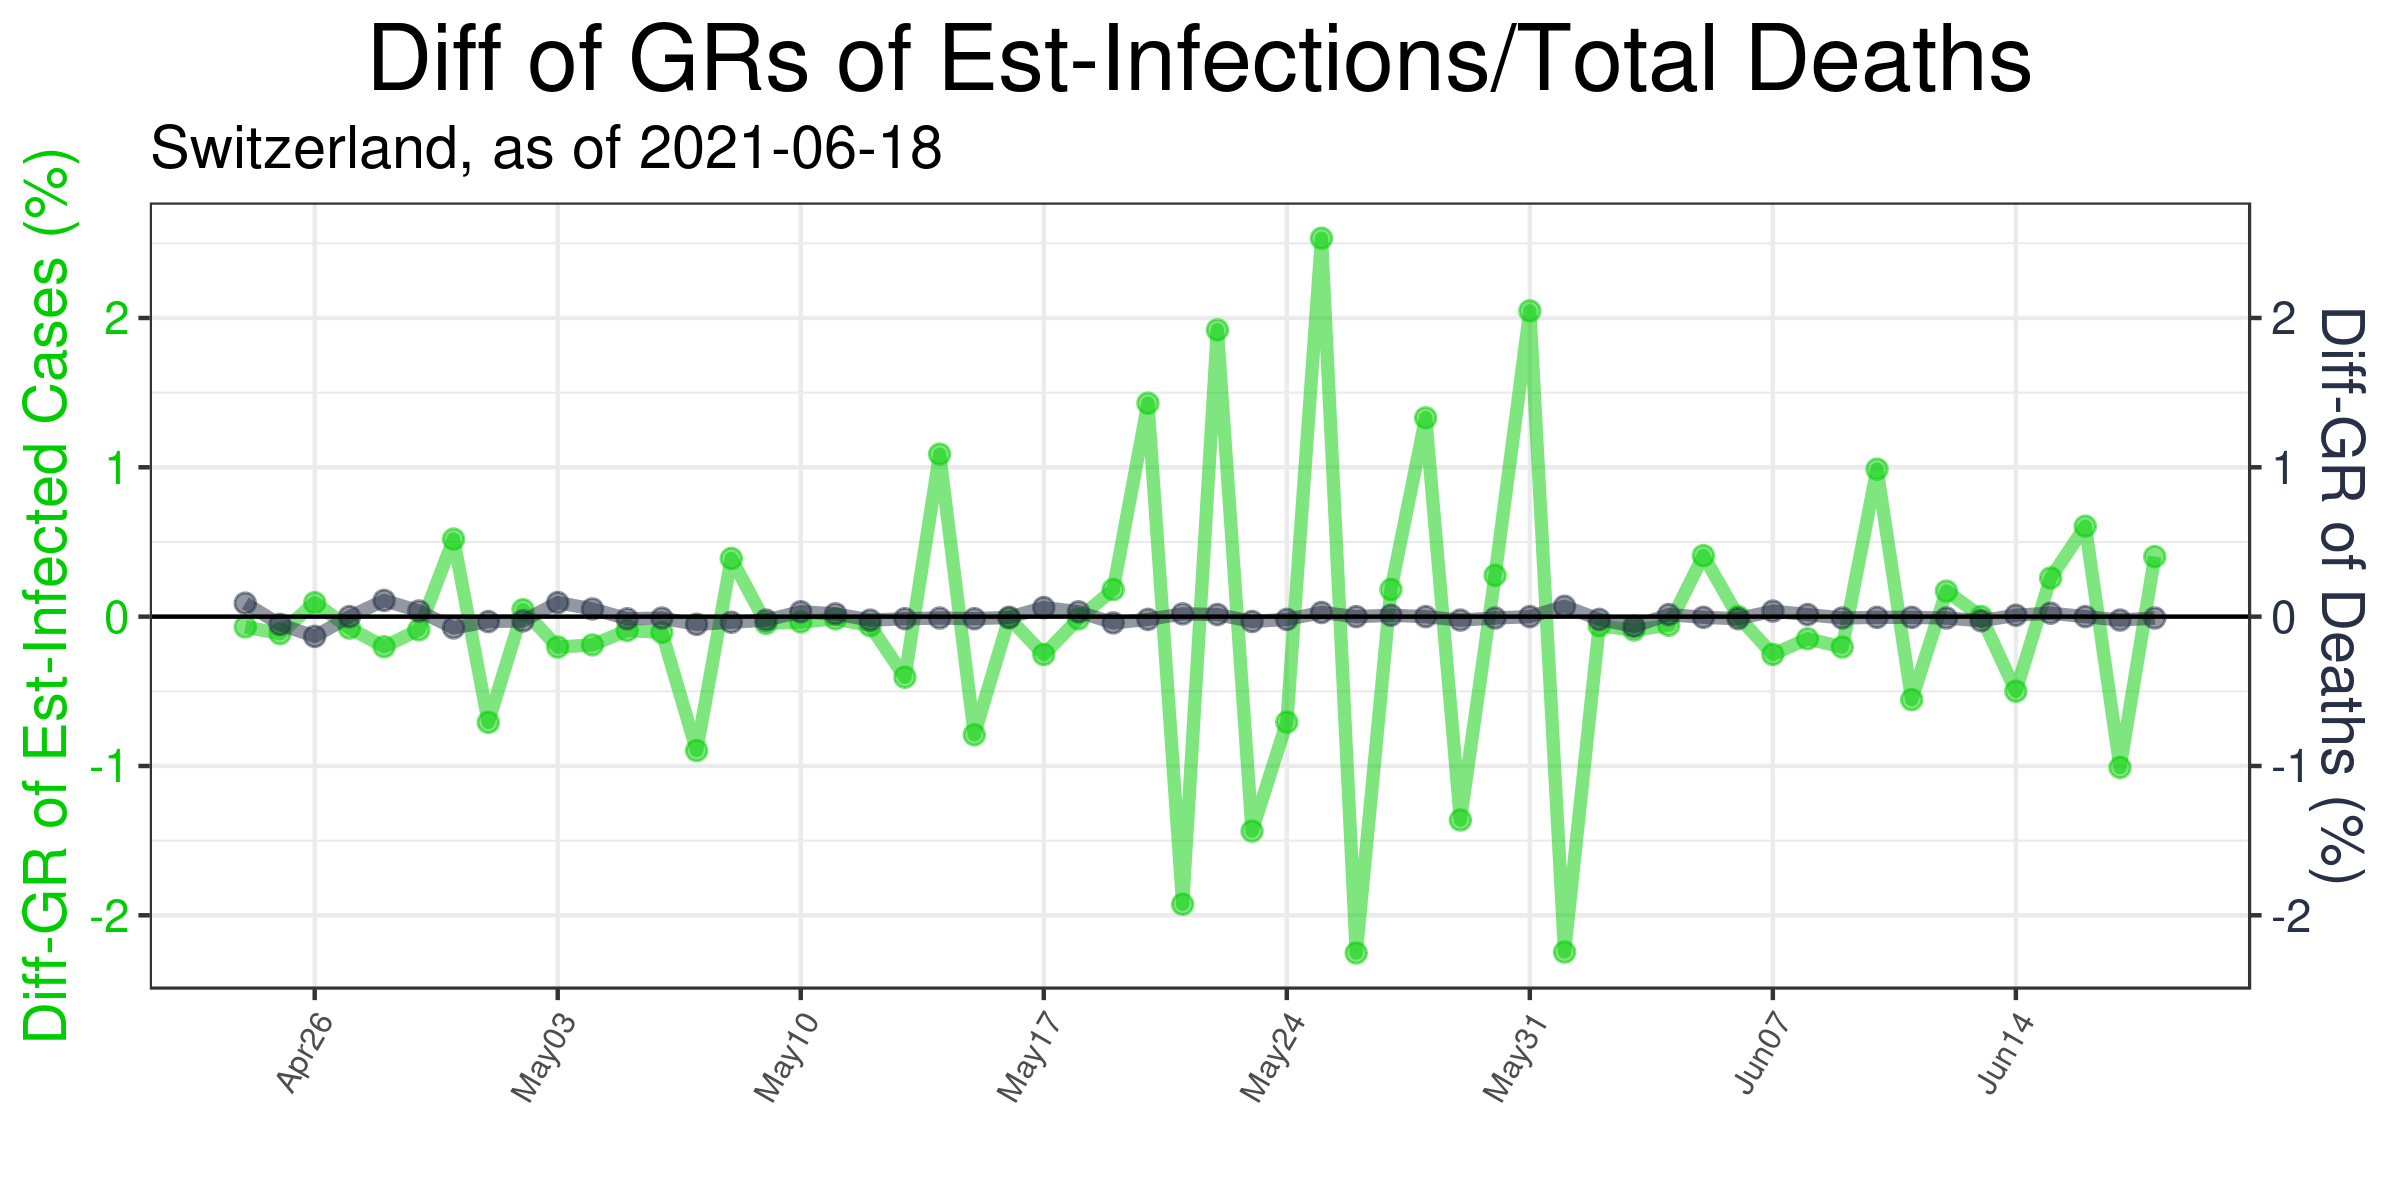 Diff of GRs of Est-Infections/Total Deaths
Switzerland, as of 2021-06-18
Diff-GR of Est-Infected Cases (%)
2
1
0
-1
-2
2
1
0
-1
-2
Diff-GR of Deaths (%)
Apr26
May03
May10
May17
May24
May31
Jun07
Jun14